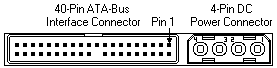 40-Pin ATA-Bus
Interface Connector
Pin 1
4-Pin DC
Power Connector
4 3 2 1